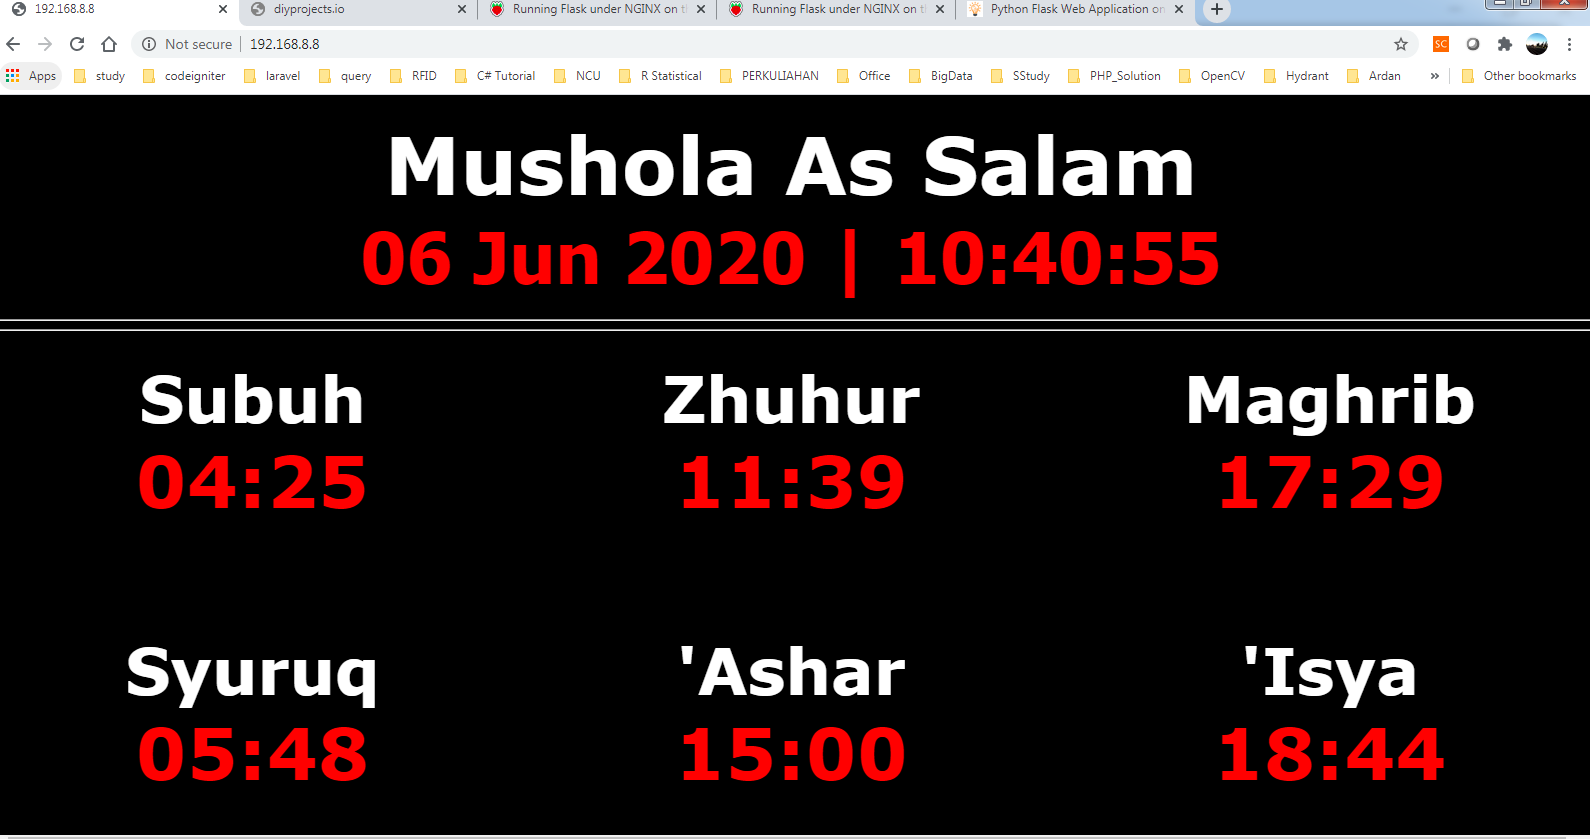 192.168.8.8
diyprojects.io
Running Flask under NGINX on t
Running Flask under NGINX on t
Python Flask Web Application on
Not secure | 192.168.8.8
SC
Apps study codeigniter laravel query RFID C# Tutorial NCU R Statistical PERKULIAHAN Office BigData SStudy PHP_Solution OpenCV Hydrant Ardan » Other bookmarks
Mushola As Salam
06 Jun 2020 | 10:40:55
Subuh Zhuhur Maghrib
04:25 11:39 17:29
Syuruq 'Ashar 'Isya
05:48 15:00 18:44